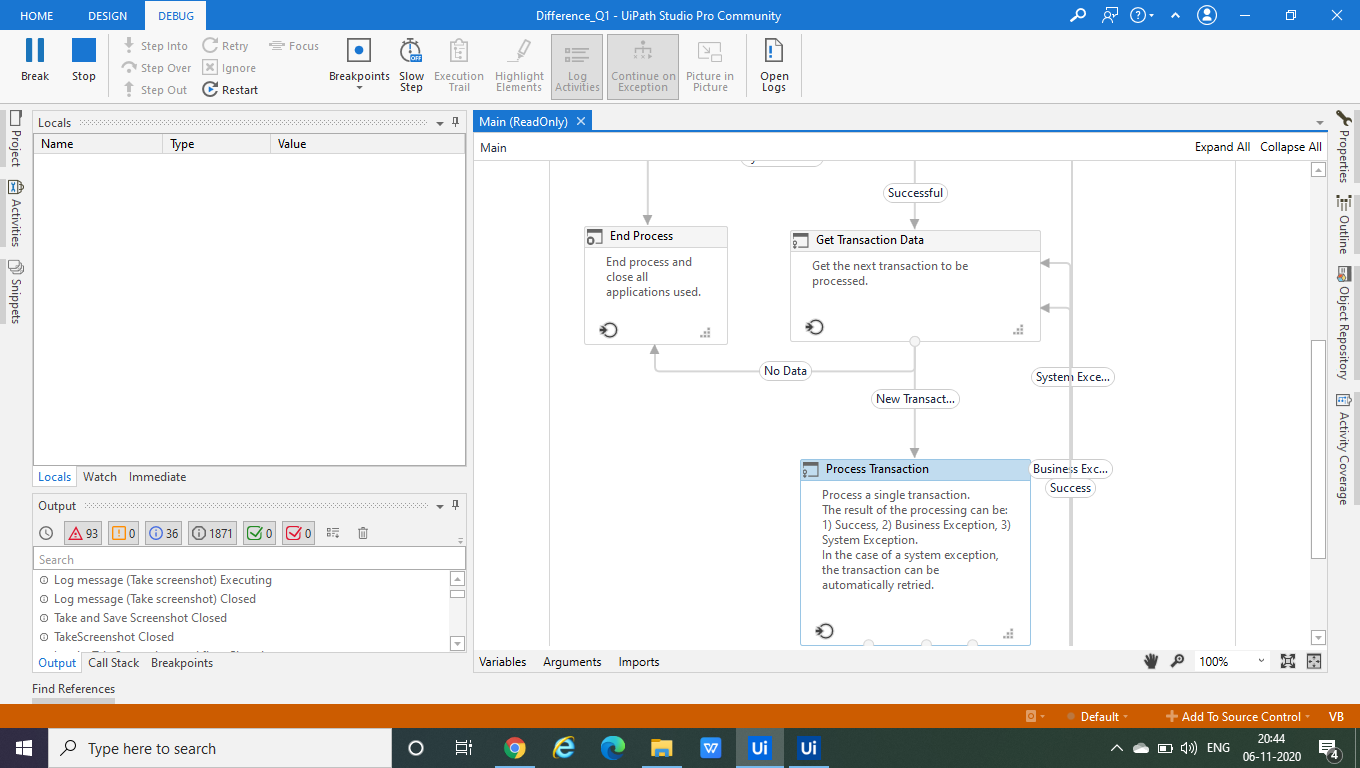 HOME DESIGN DEBUG Difference_Q1 - UiPath Studio Pro Community
Break Stop
Step Into Retry Focus
Step Over Ignore
Step Out Restart
Breakpoints
Slow Step
Execution Trail
Highlight Elements
Log Activities
Continue on Exception
Picture in Picture
Open Logs
Project
Activities
Snippets
Locals
Name Type Value
Locals Watch Immediate
Output
93 0 36 1871 0 0
Search
Log message (Take screenshot) Executing
Log message (Take screenshot) Closed
Take and Save Screenshot Closed
TakeScreenshot Closed
Output Call Stack Breakpoints
Find References
Main (ReadOnly)
Main Expand All Collapse All
Successful
End Process
End process and
close all
applications used.
Get Transaction Data
Get the next transaction to be
processed.
No Data
System Exce...
New Transact...
Process Transaction
Business Exc...
Success
Process a single transaction.
The result of the processing can be:
1) Success, 2) Business Exception, 3)
System Exception.
In the case of a system exception,
the transaction can be
automatically retried.
Variables Arguments Imports 100%
Properties
Outline
Object Repository
Activity Coverage
Default Add To Source Control VB
Type here to search
Ui Ui
ENG
20:44
06-11-2020
4